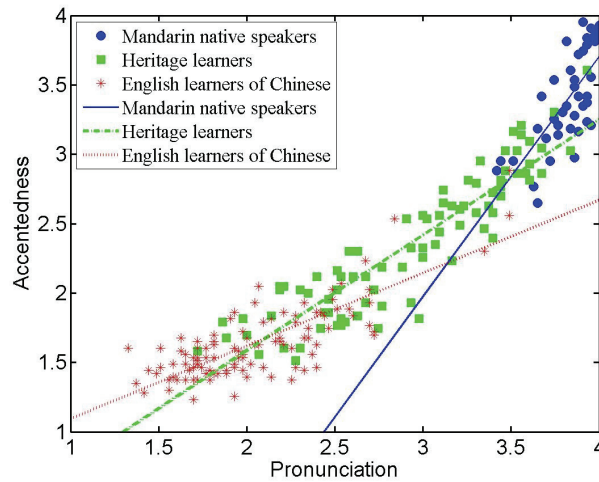 4
3.5
3
2.5
2
1.5
1
Accentedness
Mandarin native speakers
Heritage learners
English learners of Chinese
Mandarin native speakers
Heritage learners
English learners of Chinese
1 1.5 2 2.5 3 3.5 4
Pronunciation